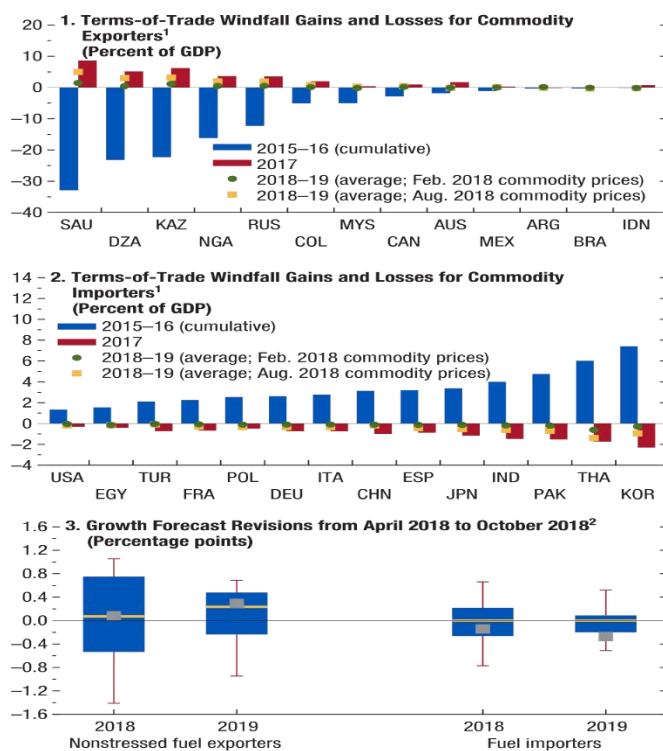 1. Terms-of-Trade Windfall Gains and Losses for Commodity
Exporters¹
(Percent of GDP)
20
10
0
–10
–20
–30
–40
2015–16 (cumulative)
2017
2018–19 (average; Feb. 2018 commodity prices)
2018–19 (average; Aug. 2018 commodity prices)
SAU KAZ RUS MYS AUS ARG IDN
DZA NGA COL CAN MEX BRA
2. Terms-of-Trade Windfall Gains and Losses for Commodity
Importers¹
(Percent of GDP)
14
12
10
8
6
4
2
0
–2
–4
2015–16 (cumulative)
2017
2018–19 (average; Feb. 2018 commodity prices)
2018–19 (average; Aug. 2018 commodity prices)
USA TUR POL ITA ESP IND THA
EGY FRA DEU CHN JPN PAK KOR
3. Growth Forecast Revisions from April 2018 to October 2018²
(Percentage points)
1.6
1.2
0.8
0.4
0.0
–0.4
–0.8
–1.2
–1.6
2018 2019 2018 2019
Nonstressed fuel exporters Fuel importers